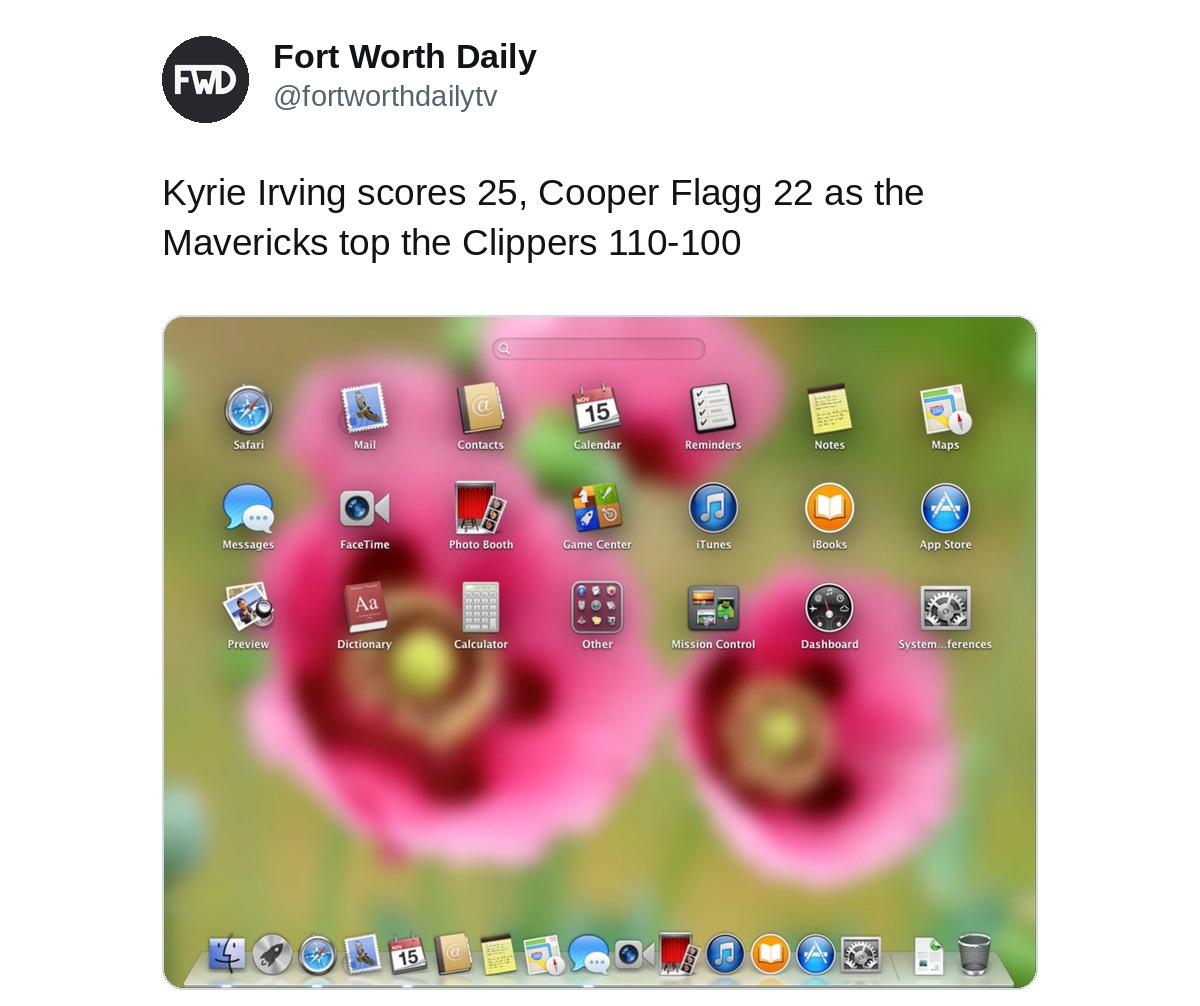 FWD
Fort Worth Daily
@fortworthdailytv
Kyrie Irving scores 25, Cooper Flagg 22 as the
Mavericks top the Clippers 110-100
NOV
15
Safari
Mail
Contacts
Calendar
Reminders
Notes
Maps
Messages
FaceTime
Photo Booth
Game Center
iTunes
iBooks
App Store
Aa
Preview
Dictionary
Calculator
Other
Mission Control
Dashboard
System...ferences
NOV
15